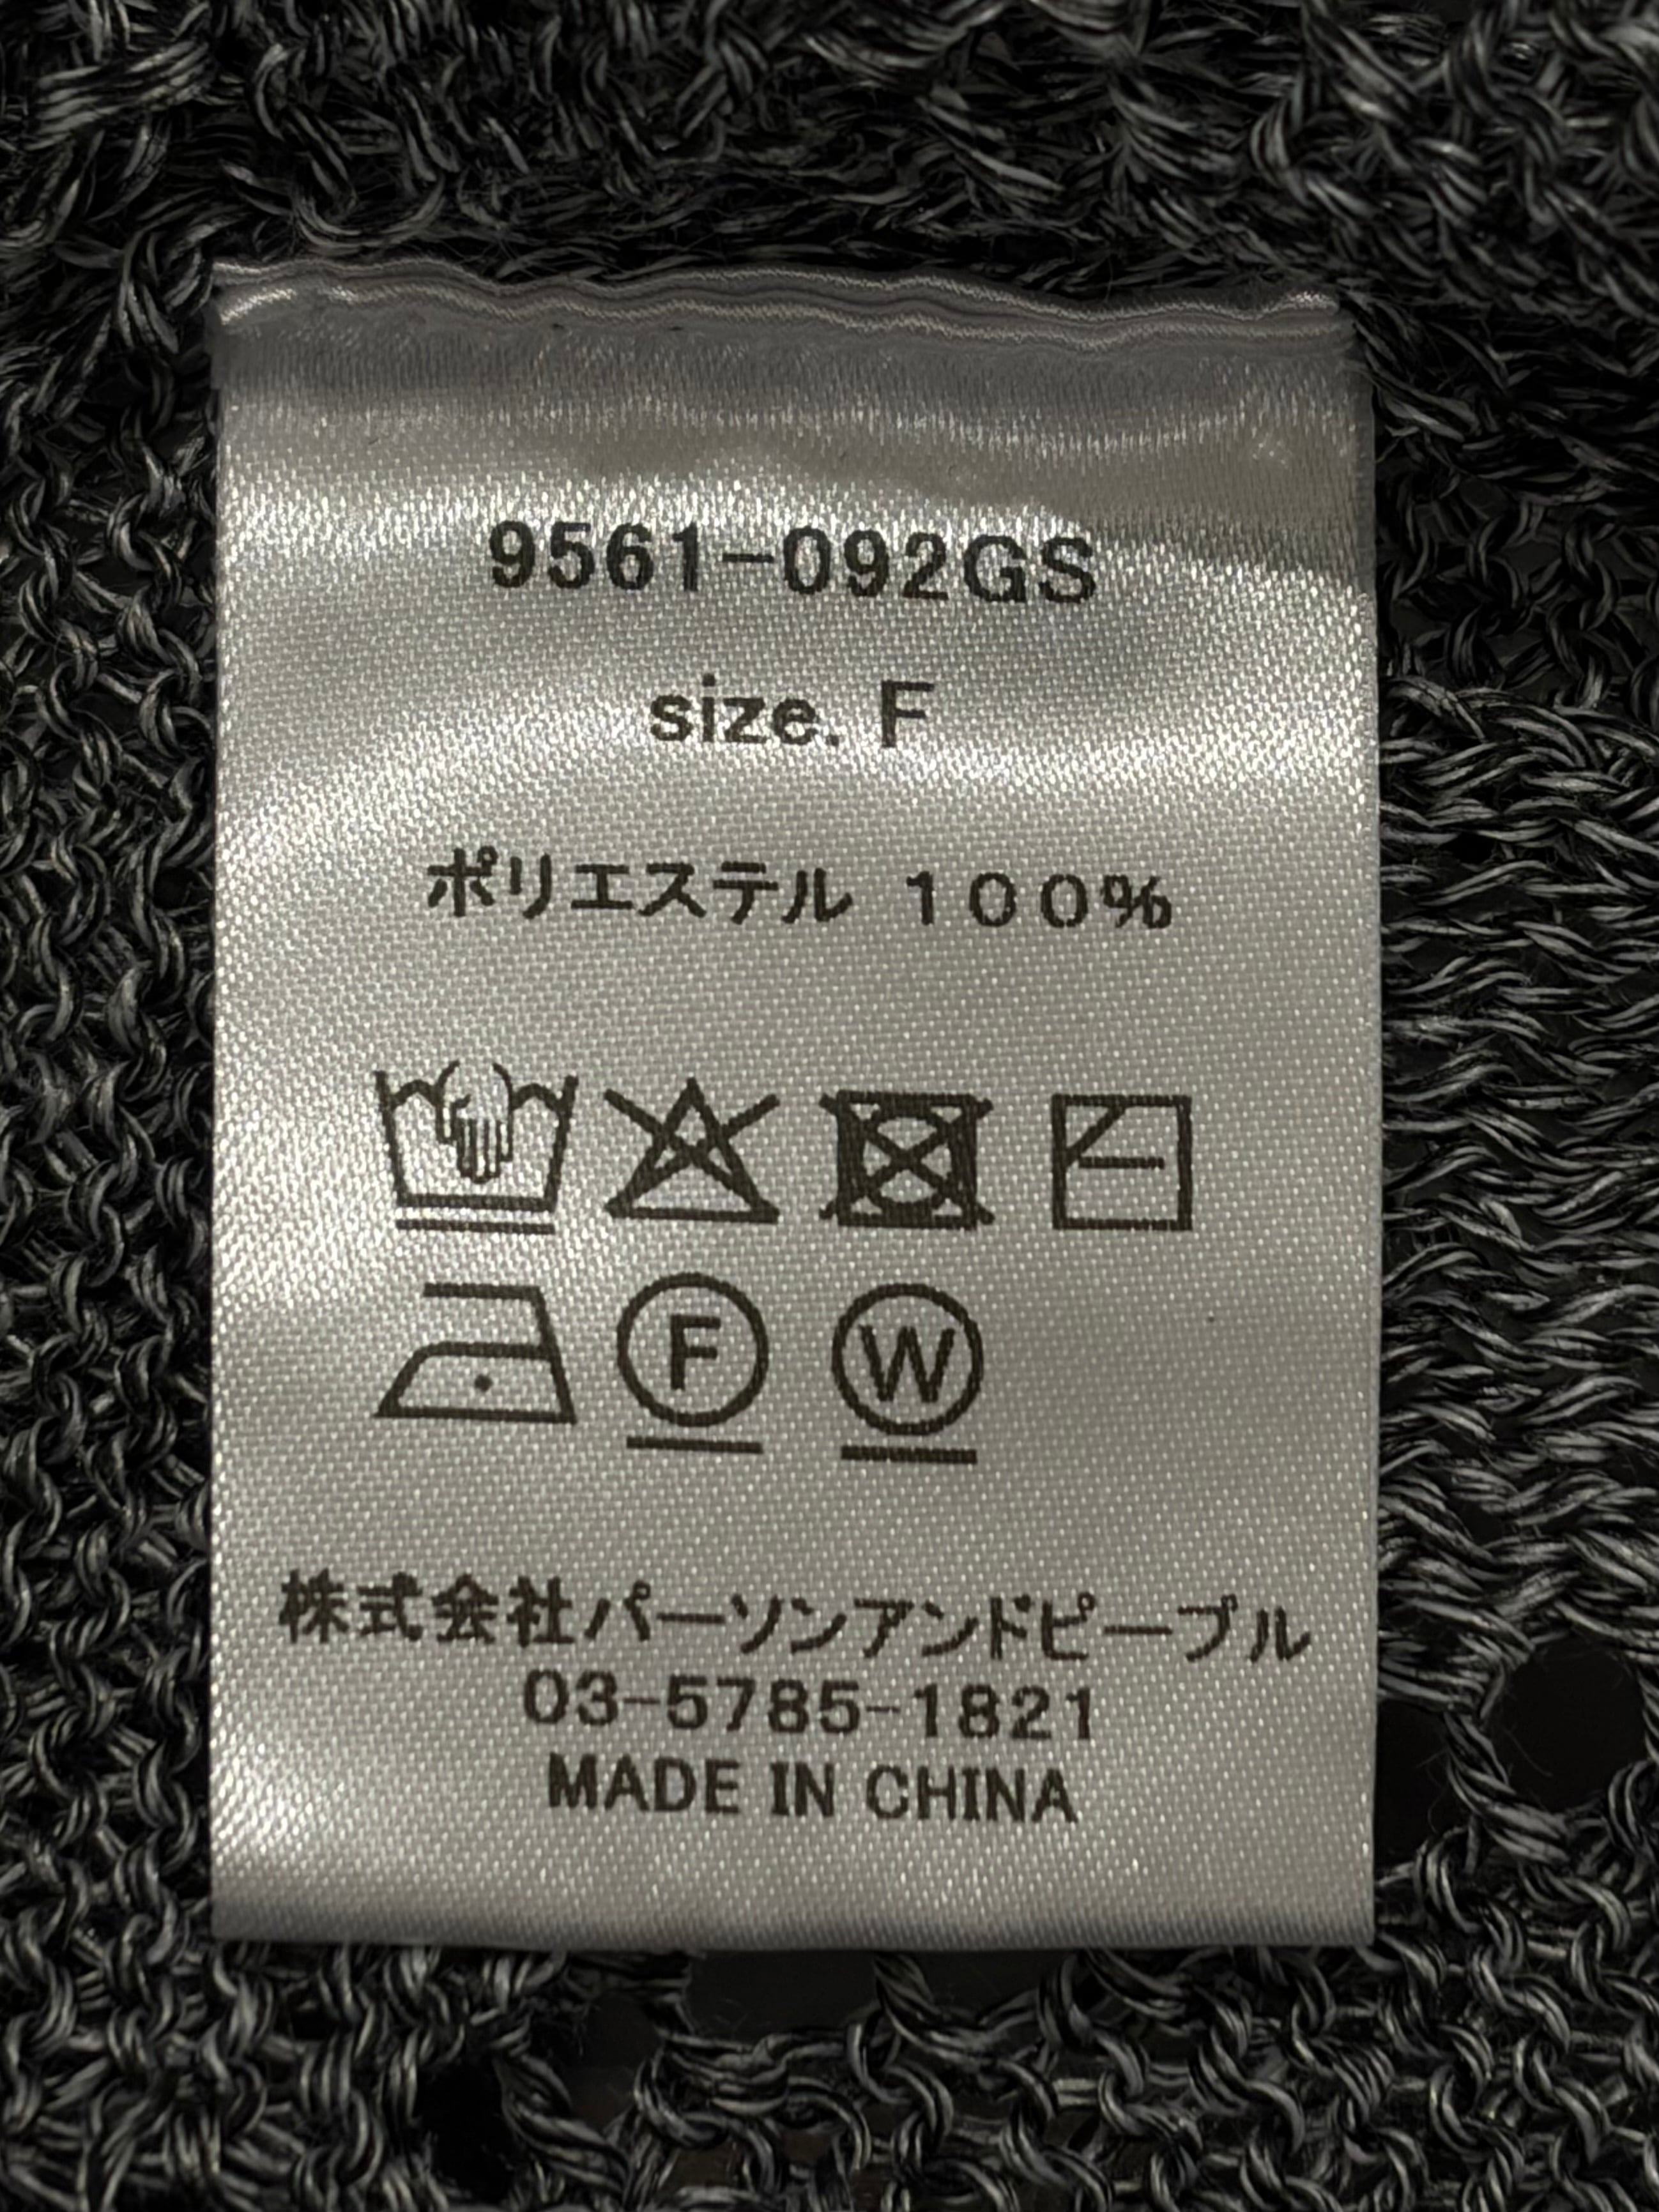 9561-092GS
size. F
ポリエステル 100%
F W
株式会社パーソンアンドピープル
03-5785-1821
MADE IN CHINA